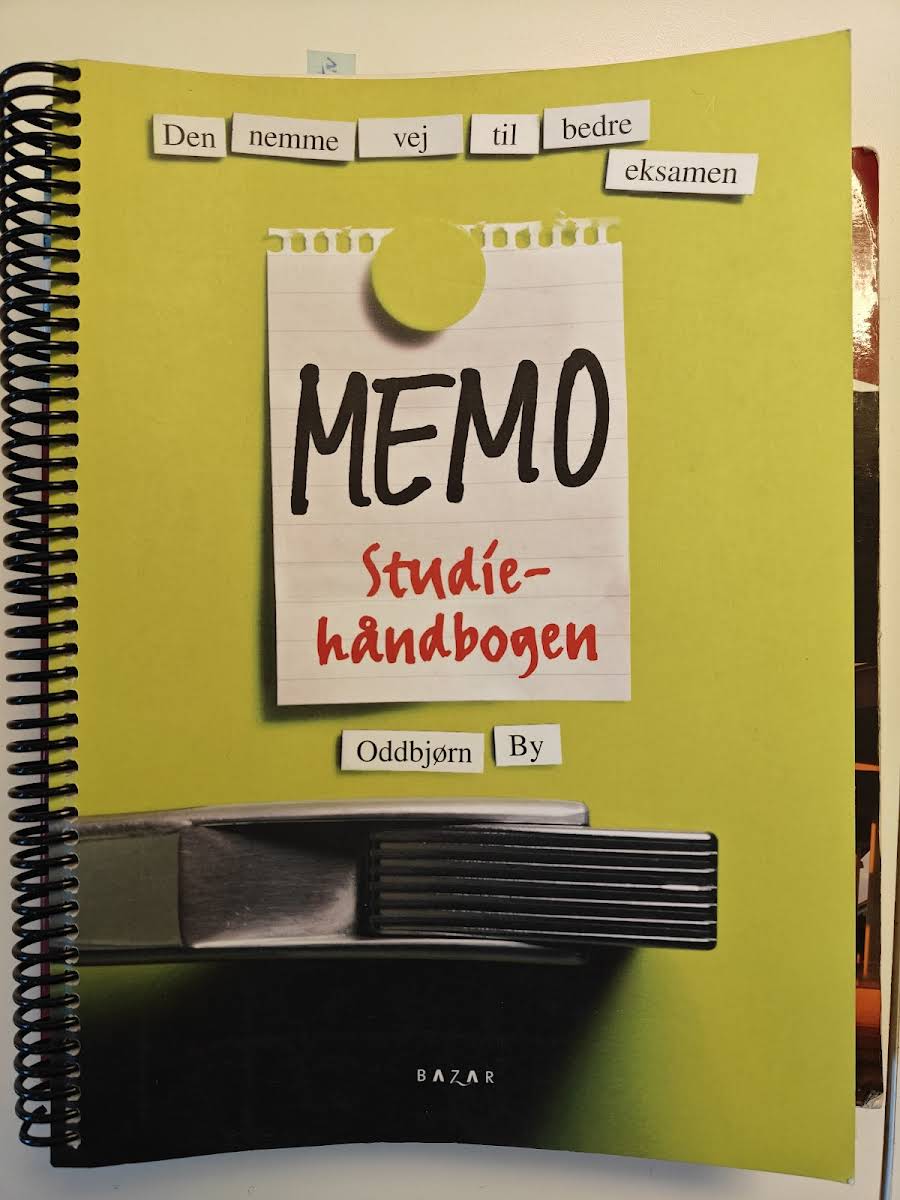 Den nemme vej til bedre
eksamen
MEMO
Studie-
håndbogen
Oddbjørn By
BAZAR